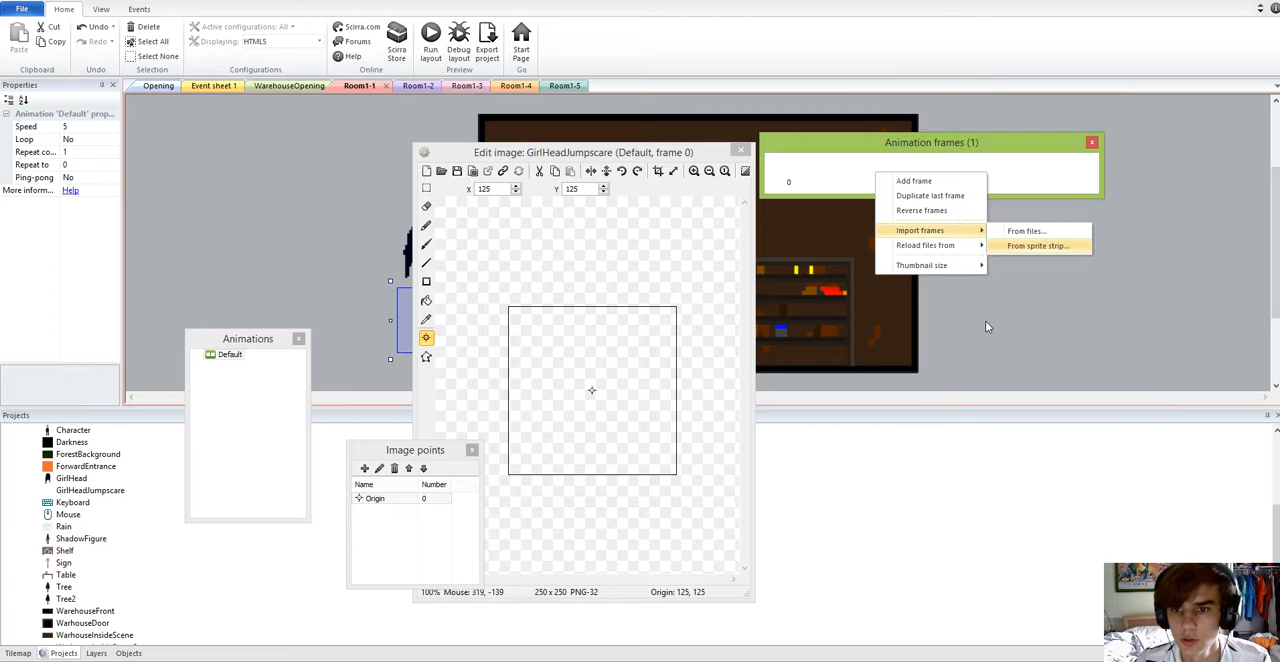 File Home View Events
Paste Cut Copy Undo Redo Delete Select All Select None
Active configurations: All
Displaying: HTML5
Scirra.com Forums Help Scirra Store Run layout Debug layout Export project Start Page
Clipboard Undo Selection Configurations Online Preview Go
Properties
Opening Event sheet 1 WarehouseOpening Room1-1 Room1-2 Room1-3 Room1-4 Room1-5
Animation 'Default' prop...
Speed 5
Loop No
Repeat co... 1
Repeat to 0
Ping-pong No
More inform... Help
Edit image: GirlHeadJumpscare (Default, frame 0)
X 125 Y 125
Animation frames (1)
0
Add frame
Duplicate last frame
Reverse frames
Import frames
Reload files from
Thumbnail size
From files...
From sprite strip...
Animations
Default
Image points
Name Number
Origin 0
100% Mouse: 319, -139 250 x 250 PNG-32 Origin: 125, 125
Projects
Character
Darkness
ForestBackground
ForwardEntrance
GirlHead
GirlHeadJumpscare
Keyboard
Mouse
Rain
ShadowFigure
Shelf
Sign
Table
Tree
Tree2
WarehouseFront
WarhouseDoor
WarhouseInsideScene
Tilemap Projects Layers Objects